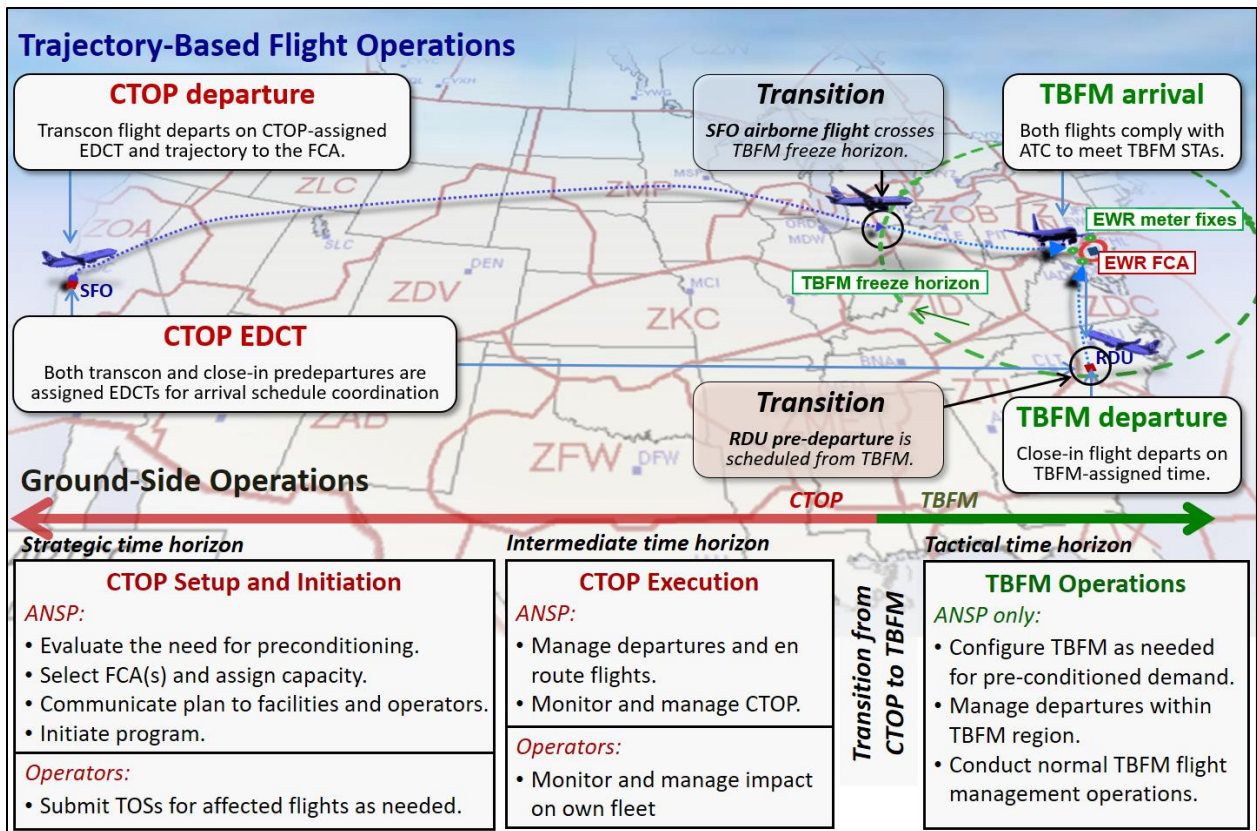 Trajectory-Based Flight Operations
CTOP departure
Transcon flight departs on CTOP-assigned
EDCT and trajectory to the FCA.
Transition
SFO airborne flight crosses
TBFM freeze horizon.
TBFM arrival
Both flights comply with
ATC to meet TBFM STAs.
CZW
ZLC
ZOA
ZMP
ZAU
ZOB
MSP
ORD
MDW
SLC
DEN
EWR meter fixes
EWR FCA
IAD
SFO
TBFM freeze horizon
ZDV
MCI
ZKC
ZID
ZDC
CTOP EDCT
Both transcon and close-in predepartures are
assigned EDCTs for arrival schedule coordination
BNA
CLT
RDU
Transition
RDU pre-departure is
scheduled from TBFM.
TBFM departure
Close-in flight departs on
TBFM-assigned time.
ZAB
ZFW
DFW
ZME
Ground-Side Operations
CTOP
TBFM
Strategic time horizon
Intermediate time horizon
Tactical time horizon
CTOP Setup and Initiation
ANSP:
• Evaluate the need for preconditioning.
• Select FCA(s) and assign capacity.
• Communicate plan to facilities and operators.
• Initiate program.
Operators:
• Submit TOSs for affected flights as needed.
CTOP Execution
ANSP:
• Manage departures and en
route flights.
• Monitor and manage CTOP.
Operators:
• Monitor and manage impact
on own fleet
Transition from
CTOP to TBFM
TBFM Operations
ANSP only:
• Configure TBFM as needed
for pre-conditioned demand.
• Manage departures within
TBFM region.
• Conduct normal TBFM flight
management operations.